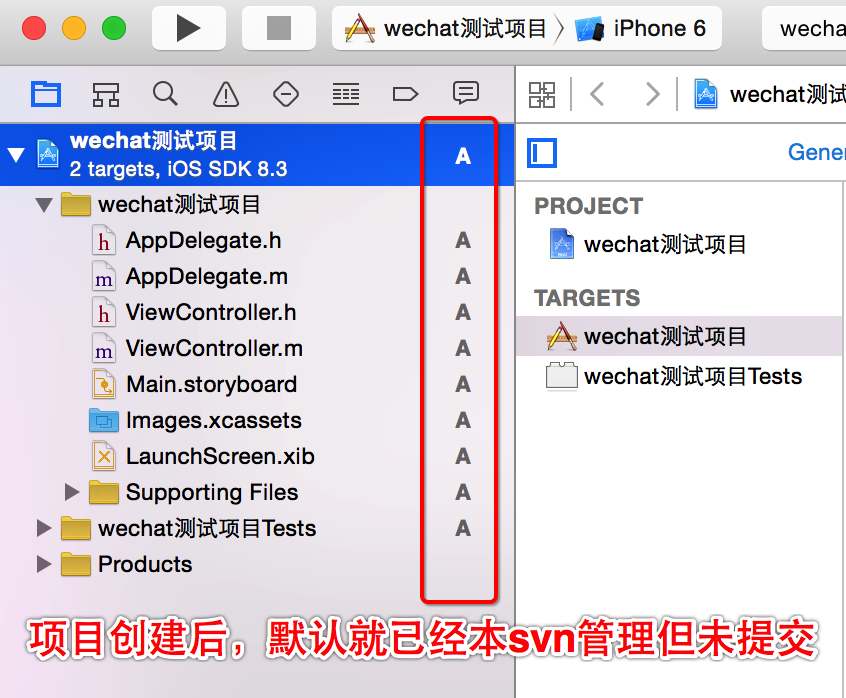 wechat测试项目 iPhone 6 wecha
wechat测试项目
2 targets, iOS SDK 8.3
A
wechat测试项目
AppDelegate.h A
AppDelegate.m A
ViewController.h A
ViewController.m A
Main.storyboard A
Images.xcassets A
LaunchScreen.xib A
Supporting Files A
wechat测试项目Tests A
Products
wechat测试
Gener
PROJECT
wechat测试项目
TARGETS
wechat测试项目
wechat测试项目Tests
项目创建后，默认就已经本svn管理但未提交